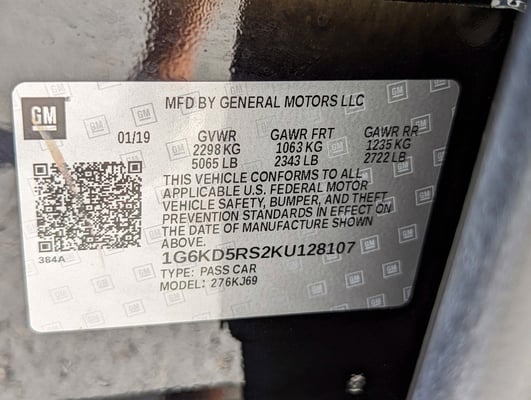 GM
MFD BY GENERAL MOTORS LLC
01/19 GVWR GAWR FRT GAWR RR
2298 KG 1063 KG 1235 KG
5065 LB 2343 LB 2722 LB
THIS VEHICLE CONFORMS TO ALL
APPLICABLE U.S. FEDERAL MOTOR
VEHICLE SAFETY, BUMPER, AND THEFT
PREVENTION STANDARDS IN EFFECT ON
THE DATE OF MANUFACTURE SHOWN
ABOVE.
384A
1G6KD5RS2KU128107
TYPE: PASS CAR
MODEL: 276KJ69